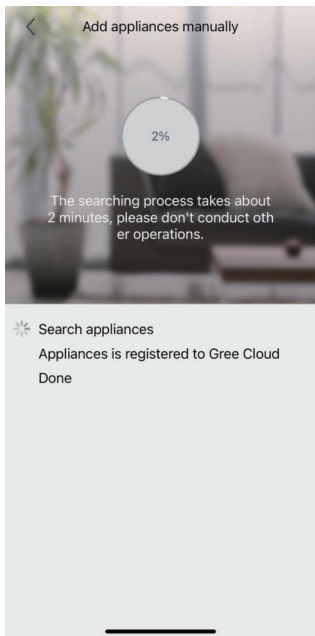 Add appliances manually
2%
The searching process takes about
2 minutes, please don't conduct oth
er operations.
Search appliances
Appliances is registered to Gree Cloud
Done